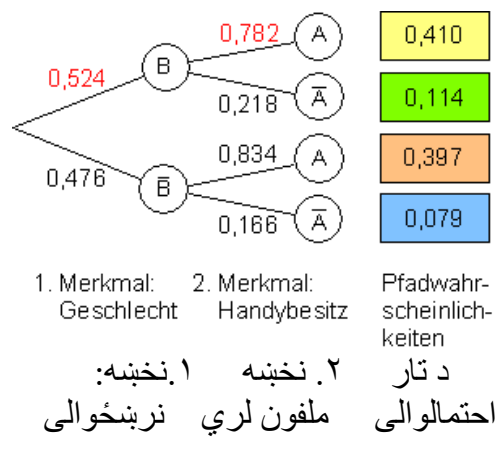 0,782 A 0,410
0,524 B
0,218 A̅ 0,114
0,834 A 0,397
0,476 B̅
0,166 A̅ 0,079
1. Merkmal: 2. Merkmal: Pfadwahr-
Geschlecht Handybesitz scheinlich-
keiten
د تار ۲. نخښه ۱.نخښه:
احتمالوالی ملفون لري نرښځوالی